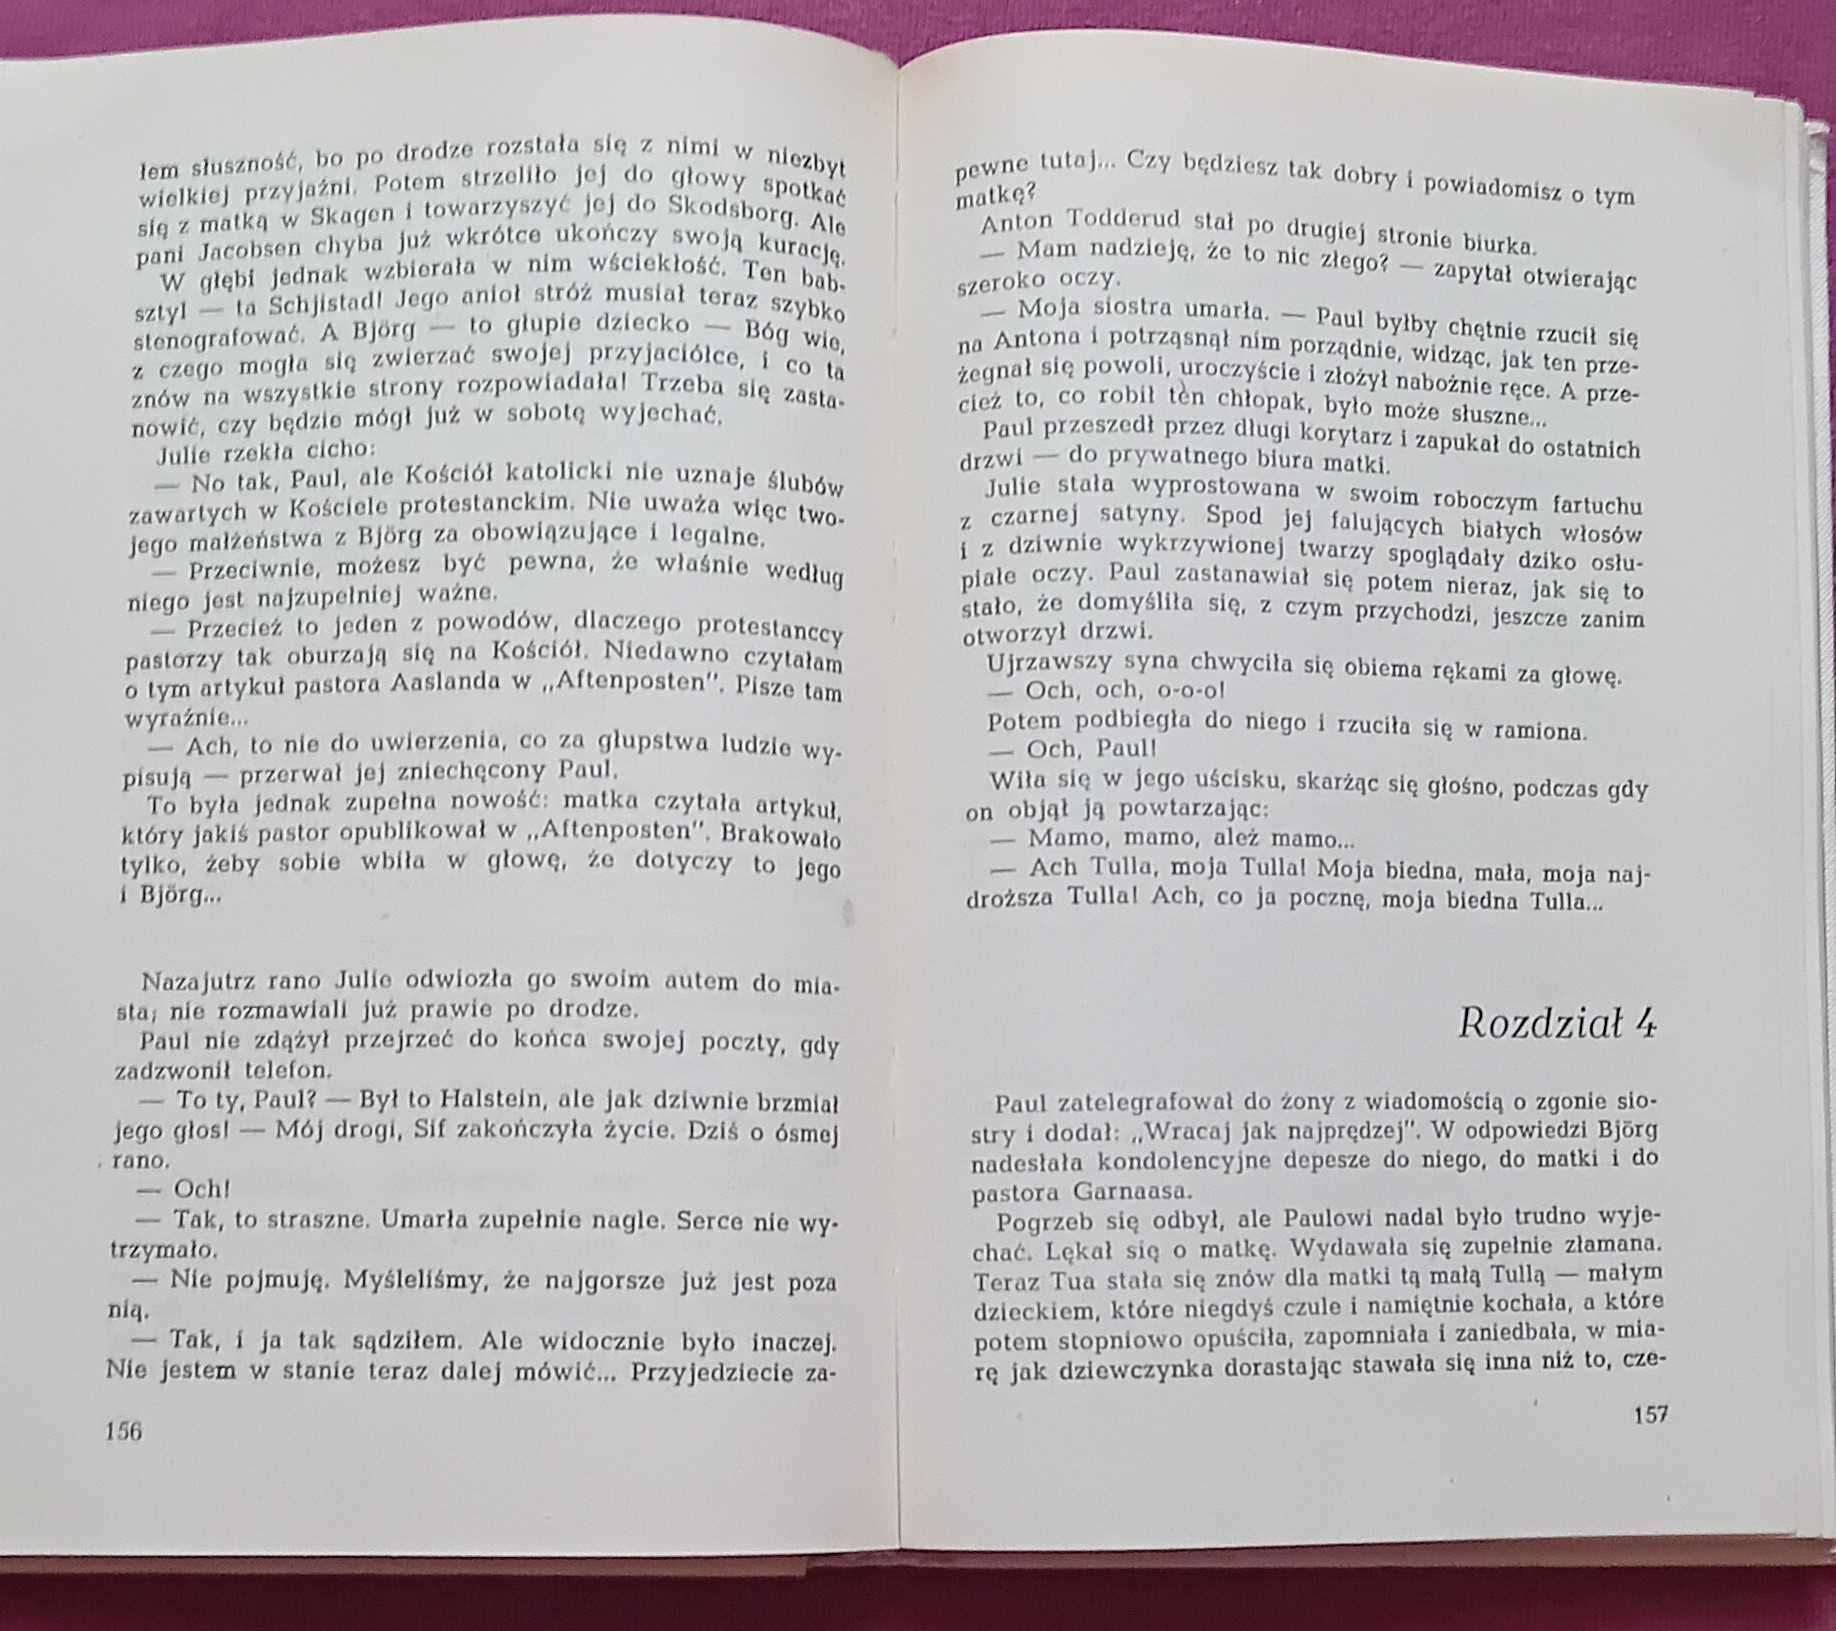 łem słuszność, bo po drodze rozstała się z nimi w niezbyt
wielkiej przyjaźni. Potem strzeliło jej do głowy spotkać
się z matką w Skagen i towarzyszyć jej do Skodsborg. Ale
pani Jacobsen chyba już wkrótce ukończy swoją kurację.
W głębi jednak wzbierała w nim wściekłość. Ten bab-
sztyl — ta Schjistad! Jego anioł stróż musiał teraz szybko
stenografować. A Björg — to głupie dziecko — Bóg wie,
z czego mogła się zwierzać swojej przyjaciółce, i co ta
znów na wszystkie strony rozpowiadała! Trzeba się zasta-
nowić, czy będzie mógł już w sobotę wyjechać.
Julie rzekła cicho:
— No tak, Paul, ale Kościół katolicki nie uznaje ślubów
zawartych w Kościele protestanckim. Nie uważa więc two-
jego małżeństwa z Björg za obowiązujące i legalne.
— Przeciwnie, możesz być pewna, że właśnie według
niego jest najzupełniej ważne.
— Przecież to jeden z powodów, dlaczego protestanccy
pastorzy tak oburzają się na Kościół. Niedawno czytałam
o tym artykuł pastora Aaslanda w „Aftenposten". Pisze tam
wyraźnie...
— Ach, to nie do uwierzenia, co za głupstwa ludzie wy-
pisują — przerwał jej zniechęcony Paul.
To była jednak zupełna nowość: matka czytała artykuł,
który jakiś pastor opublikował w „Aftenposten". Brakowało
tylko, żeby sobie wbiła w głowę, że dotyczy to jego
i Björg...
Nazajutrz rano Julie odwiozła go swoim autem do mia-
sta; nie rozmawiali już prawie po drodze.
Paul nie zdążył przejrzeć do końca swojej poczty, gdy
zadzwonił telefon.
— To ty, Paul? — Był to Halstein, ale jak dziwnie brzmiał
jego głos! — Mój drogi, Sif zakończyła życie. Dziś o ósmej
rano.
— Och!
— Tak, to straszne. Umarła zupełnie nagle. Serce nie wy-
trzymało.
— Nie pojmuję. Myśleliśmy, że najgorsze już jest poza
nią.
— Tak, i ja tak sądziłem. Ale widocznie było inaczej.
Nie jestem w stanie teraz dalej mówić... Przyjedziecie za-
156
pewne tutaj... Czy będziesz tak dobry i powiadomisz o tym
matkę?
Anton Todderud stał po drugiej stronie biurka.
— Mam nadzieję, że to nic złego? — zapytał otwierając
szeroko oczy.
— Moja siostra umarła. — Paul byłby chętnie rzucił się
na Antona i potrząsnął nim porządnie, widząc, jak ten prze-
żegnał się powoli, uroczyście i złożył nabożnie ręce. A prze-
cież to, co robił ten chłopak, było może słuszne...
Paul przeszedł przez długi korytarz i zapukał do ostatnich
drzwi — do prywatnego biura matki.
Julie stała wyprostowana w swoim roboczym fartuchu
z czarnej satyny. Spod jej falujących białych włosów
i z dziwnie wykrzywionej twarzy spoglądały dziko osłu-
piałe oczy. Paul zastanawiał się potem nieraz, jak się to
stało, że domyśliła się, z czym przychodzi, jeszcze zanim
otworzył drzwi.
Ujrzawszy syna chwyciła się obiema rękami za głowę.
— Och, och, o-o-o!
Potem podbiegła do niego i rzuciła się w ramiona.
— Och, Paul!
Wiła się w jego uścisku, skarżąc się głośno, podczas gdy
on objął ją powtarzając:
— Mamo, mamo, ależ mamo...
— Ach Tulla, moja Tulla! Moja biedna, mała, moja naj-
droższa Tulla! Ach, co ja pocznę, moja biedna Tulla...
Rozdział 4
Paul zatelegrafował do żony z wiadomością o zgonie sio-
stry i dodał: „Wracaj jak najprędzej". W odpowiedzi Björg
nadesłała kondolencyjne depesze do niego, do matki i do
pastora Garnaasa.
Pogrzeb się odbył, ale Paulowi nadal było trudno wyje-
chać. Lękał się o matkę. Wydawała się zupełnie złamana.
Teraz Tua stała się znów dla matki tą małą Tullą — małym
dzieckiem, które niegdyś czule i namiętnie kochała, a które
potem stopniowo opuściła, zapomniała i zaniedbała, w mia-
rę jak dziewczynka dorastając stawała się inna niż to, cze-
157